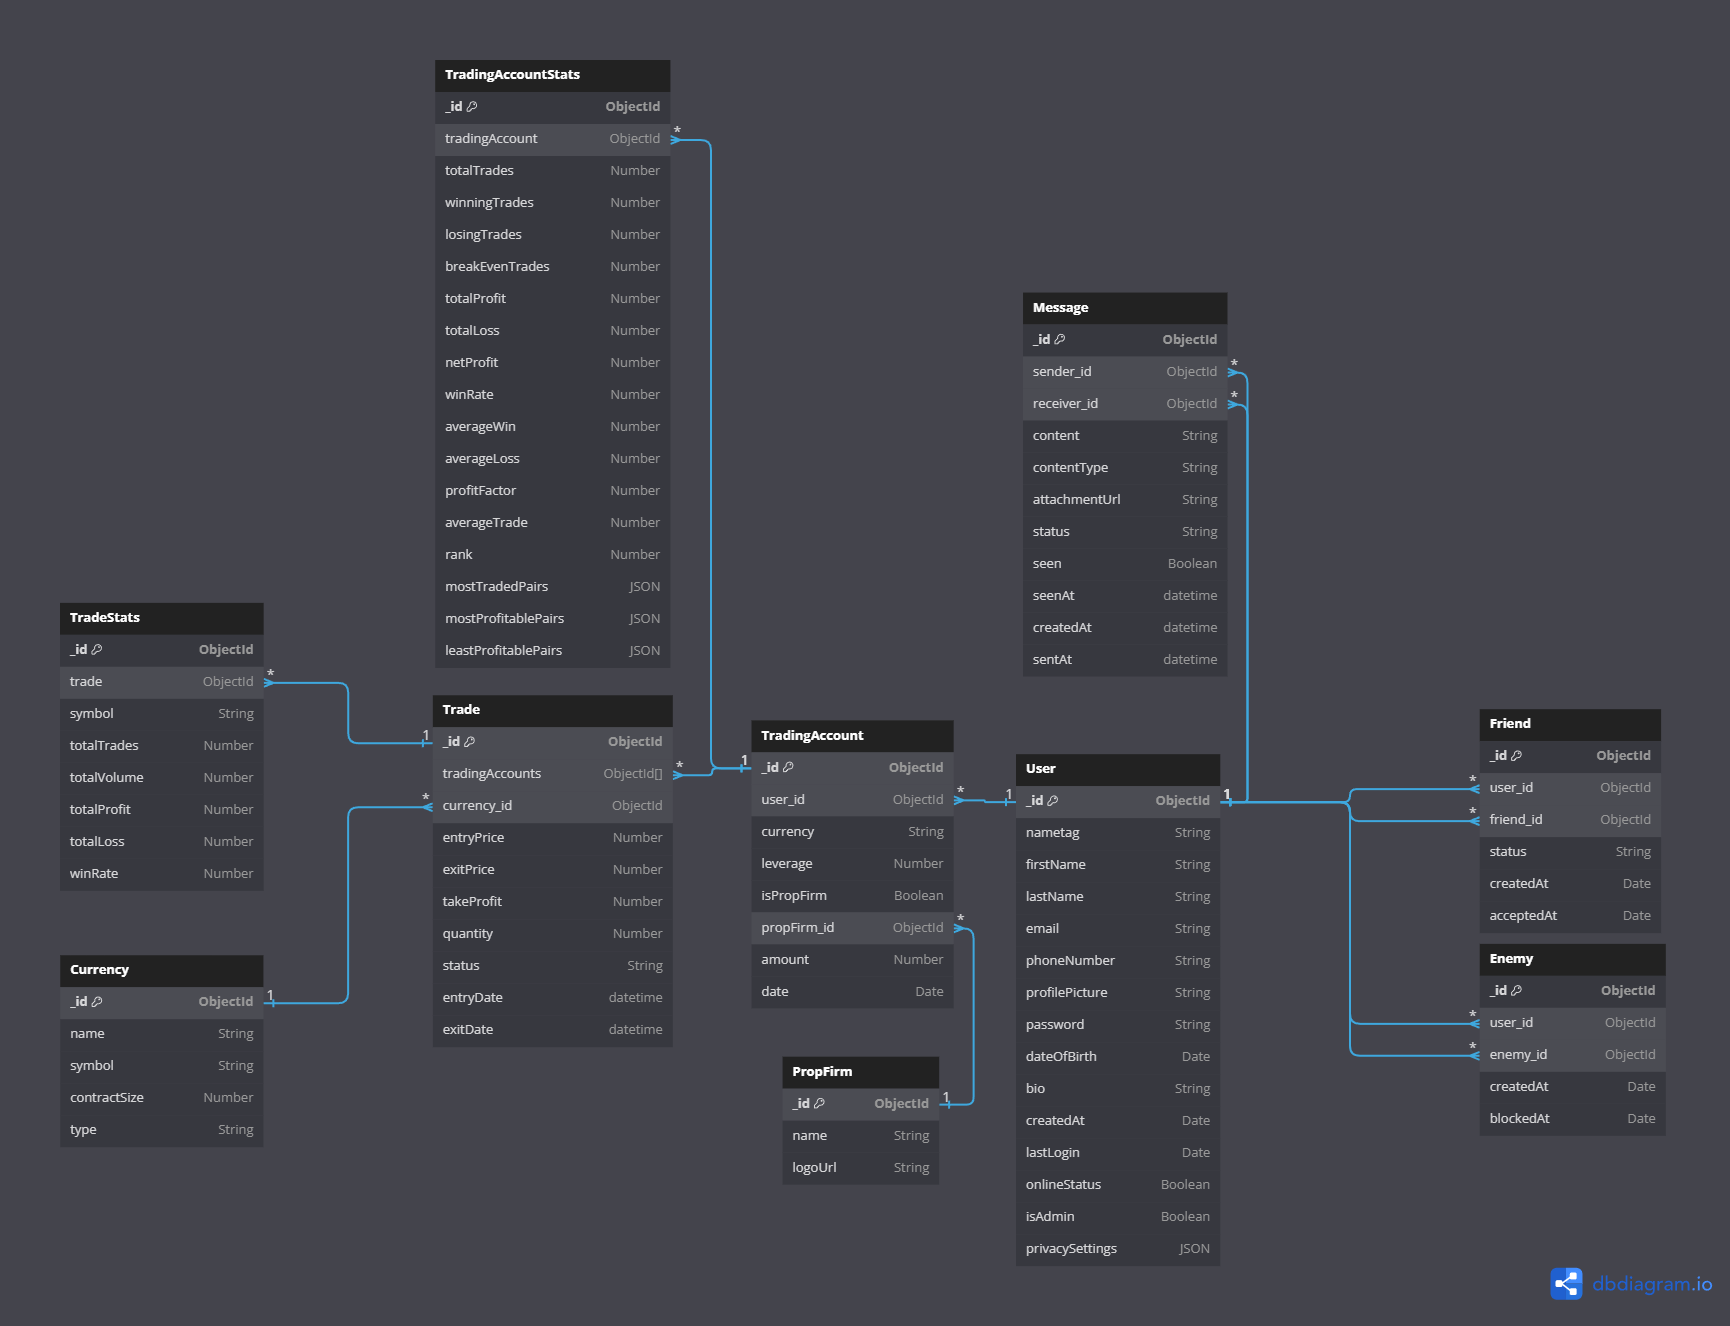 TradingAccountStats
_id ObjectId
tradingAccount ObjectId
totalTrades Number
winningTrades Number
losingTrades Number
breakEvenTrades Number
totalProfit Number
totalLoss Number
netProfit Number
winRate Number
averageWin Number
averageLoss Number
profitFactor Number
averageTrade Number
rank Number
mostTradedPairs JSON
mostProfitablePairs JSON
leastProfitablePairs JSON
*
Message
_id ObjectId
sender_id ObjectId
receiver_id ObjectId
content String
contentType String
attachmentUrl String
status String
seen Boolean
seenAt datetime
createdAt datetime
sentAt datetime
*
*
TradeStats
_id ObjectId
trade ObjectId
symbol String
totalTrades Number
totalVolume Number
totalProfit Number
totalLoss Number
winRate Number
*
Trade
1
_id ObjectId
tradingAccounts ObjectId[]
*
*
currency_id ObjectId
entryPrice Number
exitPrice Number
takeProfit Number
quantity Number
status String
entryDate datetime
exitDate datetime
TradingAccount
1
_id ObjectId
user_id ObjectId
*
currency String
leverage Number
isPropFirm Boolean
propFirm_id ObjectId
*
amount Number
date Date
User
1
_id ObjectId
1
nametag String
firstName String
lastName String
email String
phoneNumber String
profilePicture String
password String
dateOfBirth Date
bio String
createdAt Date
lastLogin Date
onlineStatus Boolean
isAdmin Boolean
privacySettings JSON
Friend
_id ObjectId
*
user_id ObjectId
*
friend_id ObjectId
status String
createdAt Date
acceptedAt Date
Enemy
_id ObjectId
*
user_id ObjectId
*
enemy_id ObjectId
createdAt Date
blockedAt Date
Currency
_id ObjectId
1
name String
symbol String
contractSize Number
type String
PropFirm
_id ObjectId
1
name String
logoUrl String
dbdiagram.io